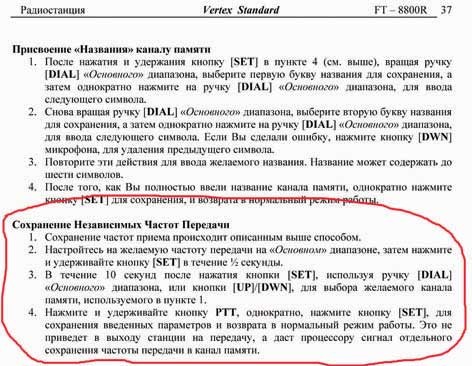 Радиостанция Vertex Standard FT – 8800R 37
Присвоение «Названия» каналу памяти
1. После нажатия и удержания кнопку [SET] в пункте 4 (см. выше), вращая ручку
[DIAL] «Основного» диапазона, выберите первую букву названия для сохранения, а
затем однократно нажмите на ручку [DIAL] «Основного» диапазона, для ввода
следующего символа.
2. Снова вращая ручку [DIAL] «Основного» диапазона, выберите вторую букву названия
для сохранения, а затем однократно нажмите на ручку [DIAL] «Основного» диапазона,
для ввода следующего символа. Если Вы сделали ошибку, нажмите кнопку [DWN]
микрофона, для удаления предыдущего символа.
3. Повторите эти действия для ввода желаемого названия. Название может содержать до
шести символов.
4. После того, как Вы полностью ввели название канала памяти, однократно нажмите
кнопку [SET] для сохранения, и возврата в нормальный режим работы.
Сохранение Независимых Частот Передачи
1. Сохранение частот приема происходит описанным выше способом.
2. Настройтесь на желаемую частоту передачи на «Основном» диапазоне, затем нажмите
и удерживайте кнопку [SET] в течение ½ секунды.
3. В течение 10 секунд после нажатия кнопки [SET], используя ручку [DIAL]
«Основного» диапазона, или кнопки [UP]/[DWN], для выбора желаемого канала
памяти, используемого в пункте 1.
4. Нажмите и удерживайте кнопку PTT, однократно, нажмите кнопку [SET], для
сохранения введенных параметров и возврата в нормальный режим работы. Это не
приведет в выходу станции на передачу, а даст процессору сигнал отдельного
сохранения частоты передачи в канал памяти.